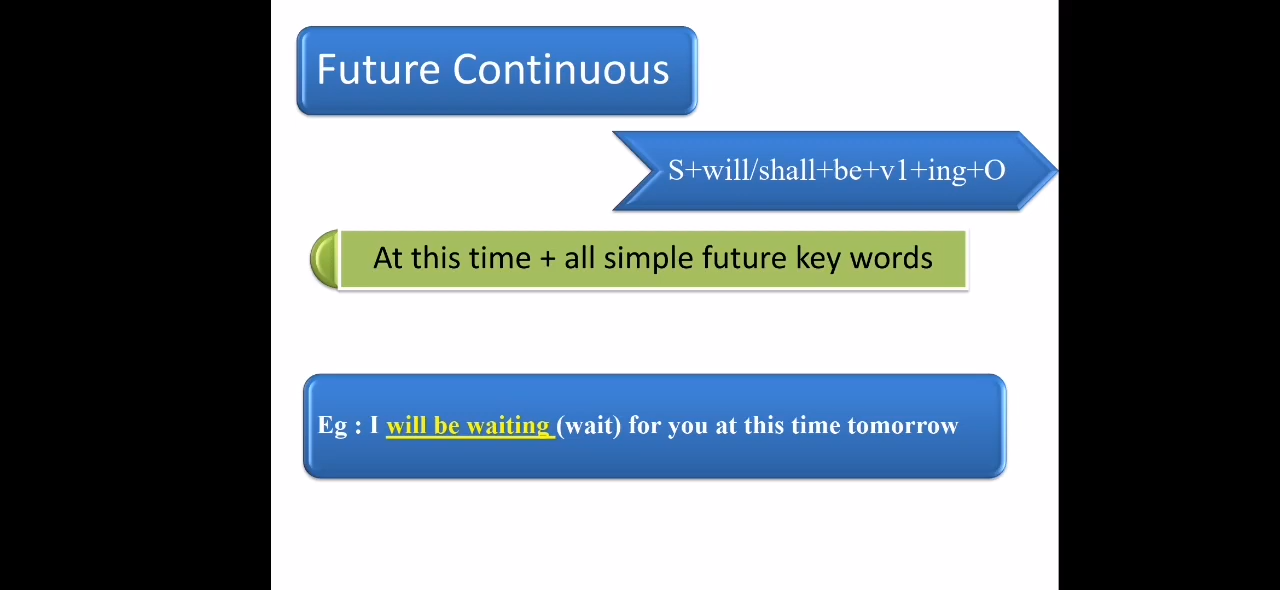 Future Continuous
S+will/shall+be+v1+ing+O
At this time + all simple future key words
Eg : I will be waiting (wait) for you at this time tomorrow